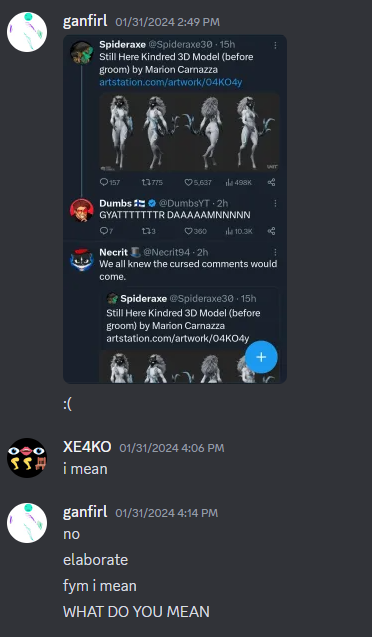 ganfirl 01/31/2024 2:49 PM
Spideraxe @Spideraxe30 · 15h
Still Here Kindred 3D Model (before
groom) by Marion Carnazza
artstation.com/artwork/04KO4y
157 775 5,637 498K
Dumbs @DumbsYT · 2h
GYATTTTTTTR DAAAAAMNNNNN
7 3 360 10.3K
Necrit @Necrit94 · 2h
We all knew the cursed comments would
come.
Spideraxe @Spideraxe30 · 15h
Still Here Kindred 3D Model (before
groom) by Marion Carnazza
artstation.com/artwork/04KO4y
:(
XE4KO 01/31/2024 4:06 PM
i mean
ganfirl 01/31/2024 4:14 PM
no
elaborate
fym i mean
WHAT DO YOU MEAN